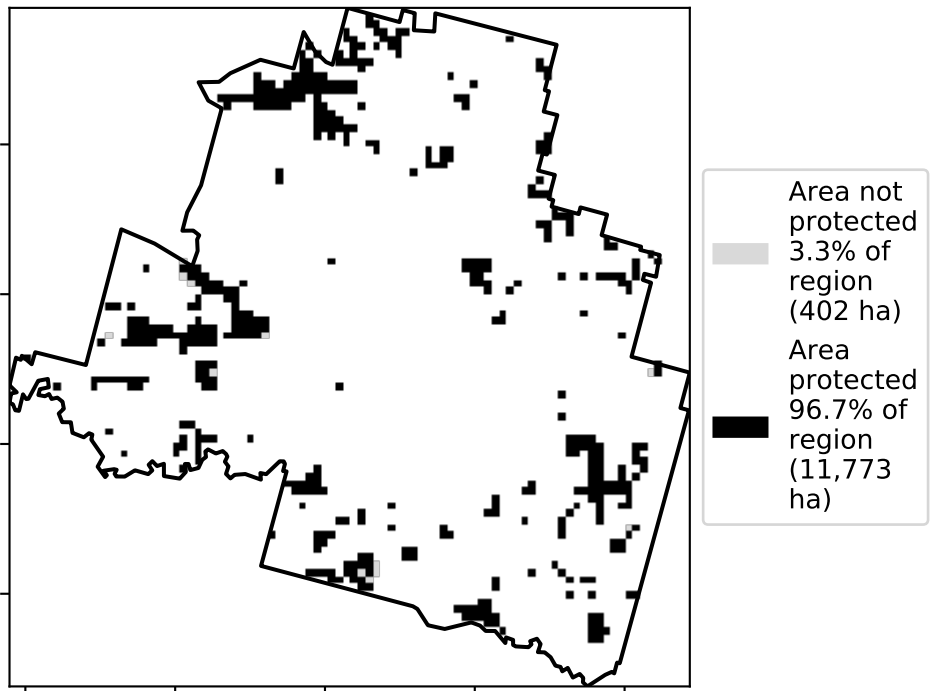 Area not
protected
3.3% of
region
(402 ha)
Area
protected
96.7% of
region
(11,773
ha)